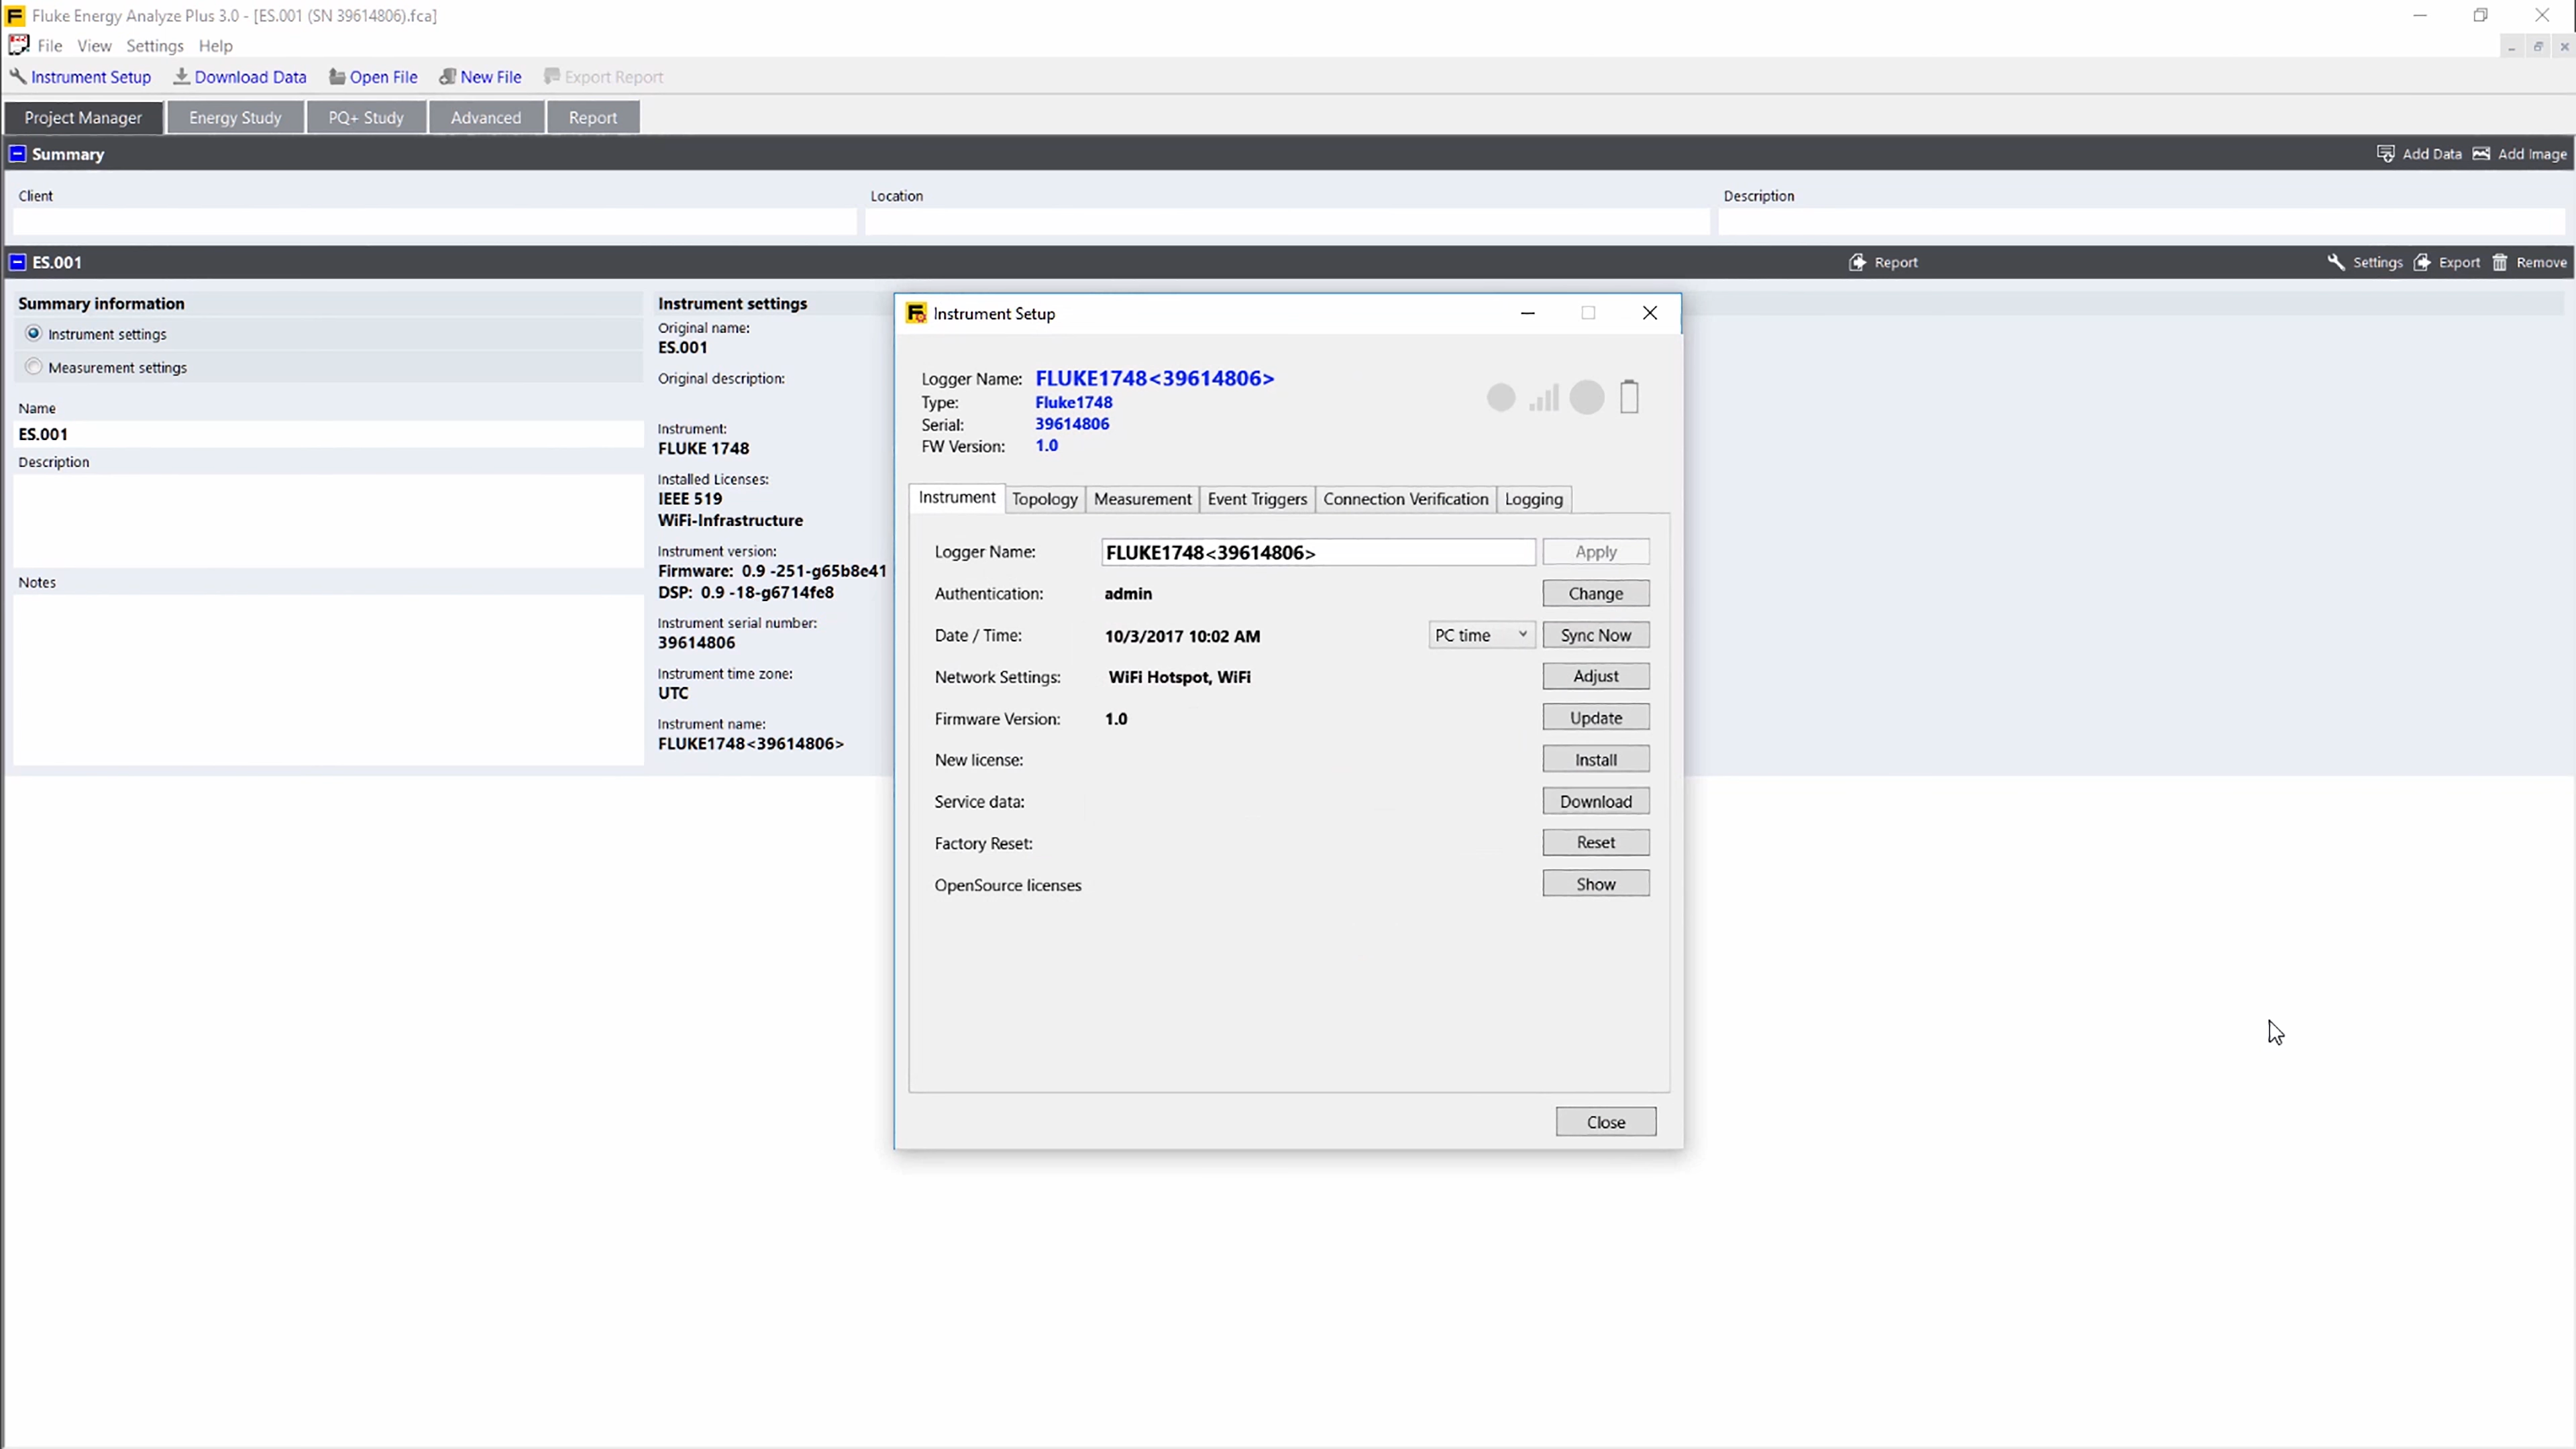 Fluke Energy Analyze Plus 3.0 - [ES.001 (SN 39614806).fca]
File View Settings Help
Instrument Setup Download Data Open File New File Export Report
Project Manager Energy Study PQ+ Study Advanced Report
Summary Add Data Add Image
Client Location Description
ES.001 Report Settings Export Remove
Summary information
Instrument settings
Measurement settings
Name
ES.001
Description
Notes
Instrument settings
Original name:
ES.001
Original description:
Instrument:
FLUKE 1748
Installed Licenses:
IEEE 519
WiFi-Infrastructure
Instrument version:
Firmware: 0.9 -251-g65b8e41
DSP: 0.9 -18-g6714fe8
Instrument serial number:
39614806
Instrument time zone:
UTC
Instrument name:
FLUKE1748<39614806>
Instrument Setup
Logger Name: FLUKE1748<39614806>
Type: Fluke1748
Serial: 39614806
FW Version: 1.0
Instrument Topology Measurement Event Triggers Connection Verification Logging
Logger Name: FLUKE1748<39614806> Apply
Authentication: admin Change
Date / Time: 10/3/2017 10:02 AM PC time Sync Now
Network Settings: WiFi Hotspot, WiFi Adjust
Firmware Version: 1.0 Update
New license: Install
Service data: Download
Factory Reset: Reset
OpenSource licenses Show
Close